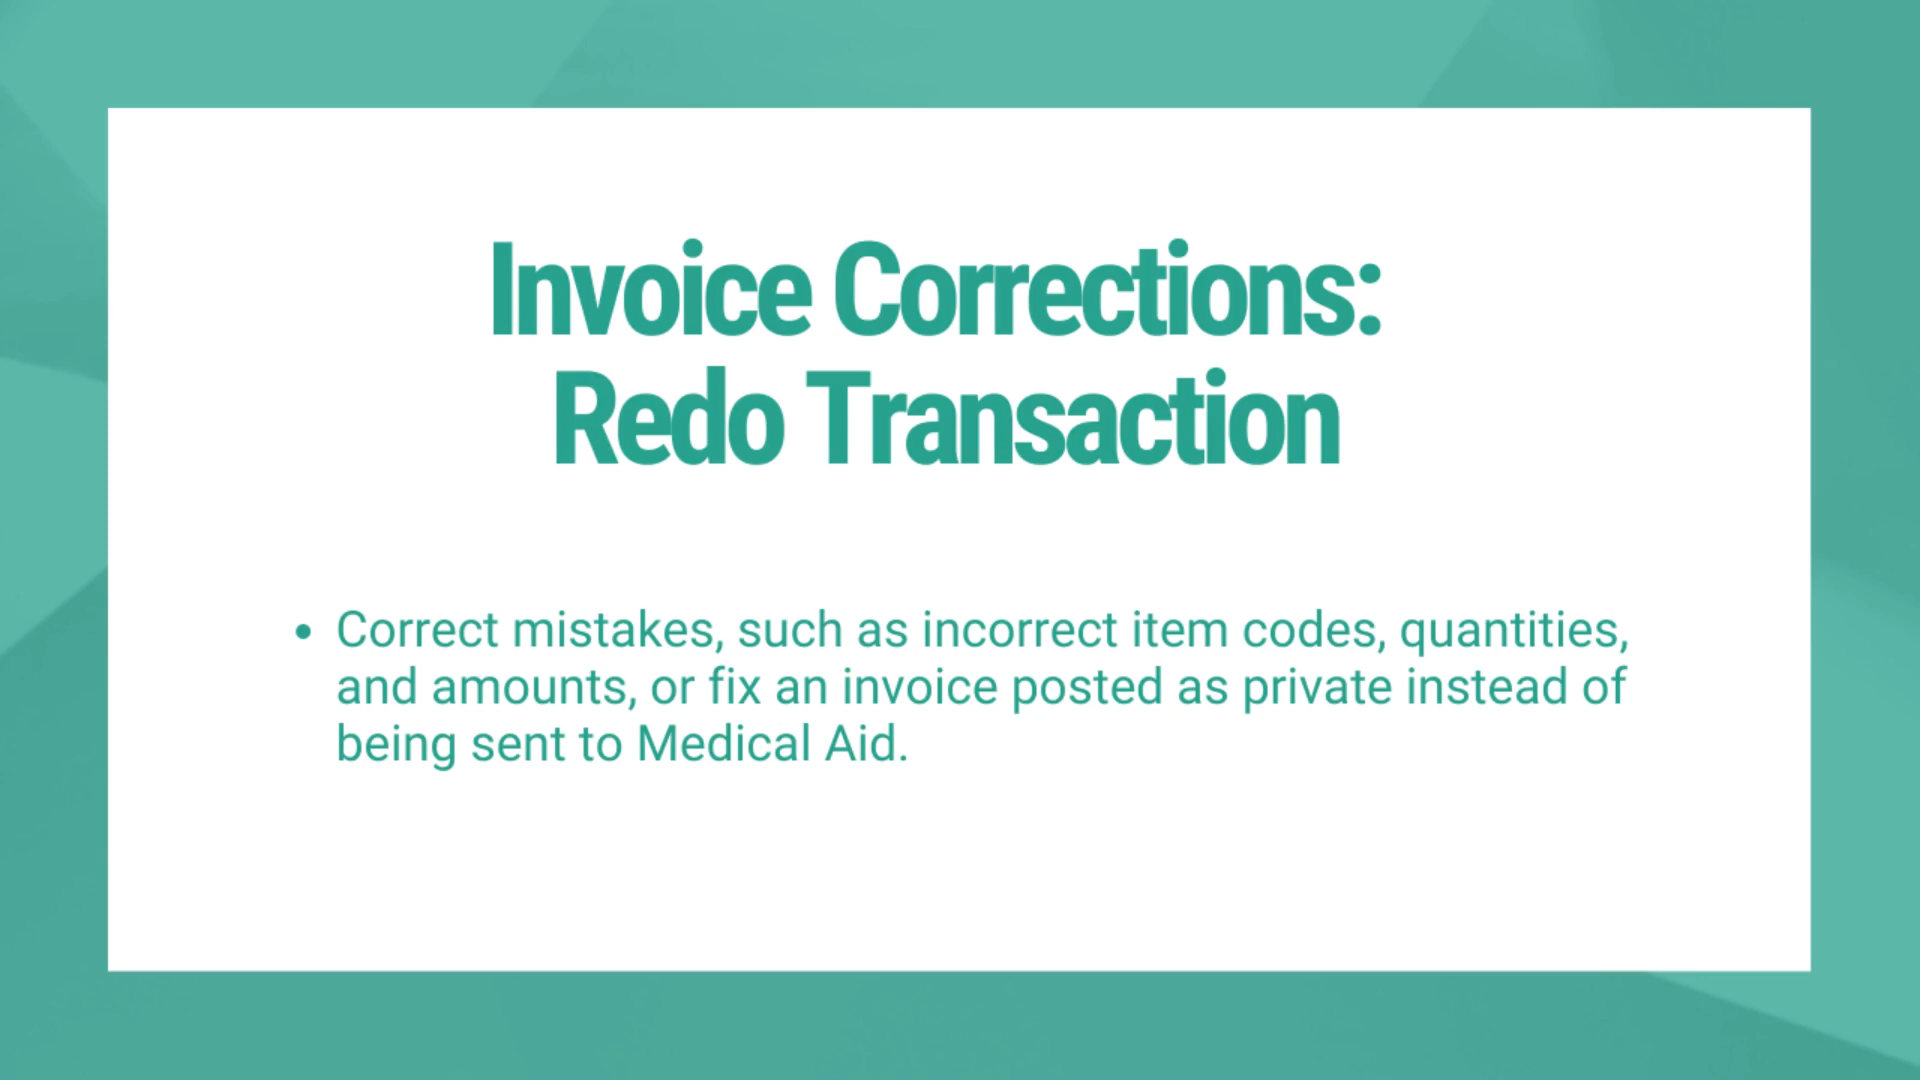 Invoice Corrections:
Redo Transaction
• Correct mistakes, such as incorrect item codes, quantities,
and amounts, or fix an invoice posted as private instead of
being sent to Medical Aid.